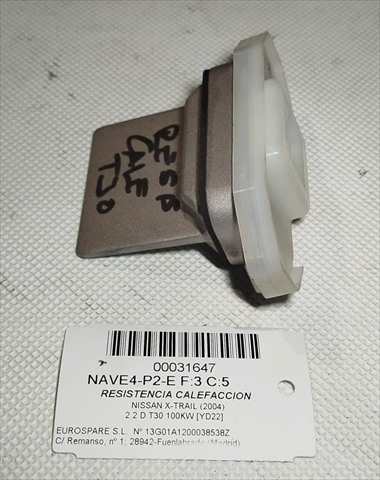 RESB
CALE
T30
00031647
NAVE4-P2-E F:3 C:5
RESISTENCIA CALEFACCION
NISSAN X-TRAIL (2004)
2.2 D T30 100KW [YD22]
EUROSPARE S.L. Nº 13G01A1200038538Z
C/ Remanso, nº 1. 28942-Fuenlabrada (Madrid)